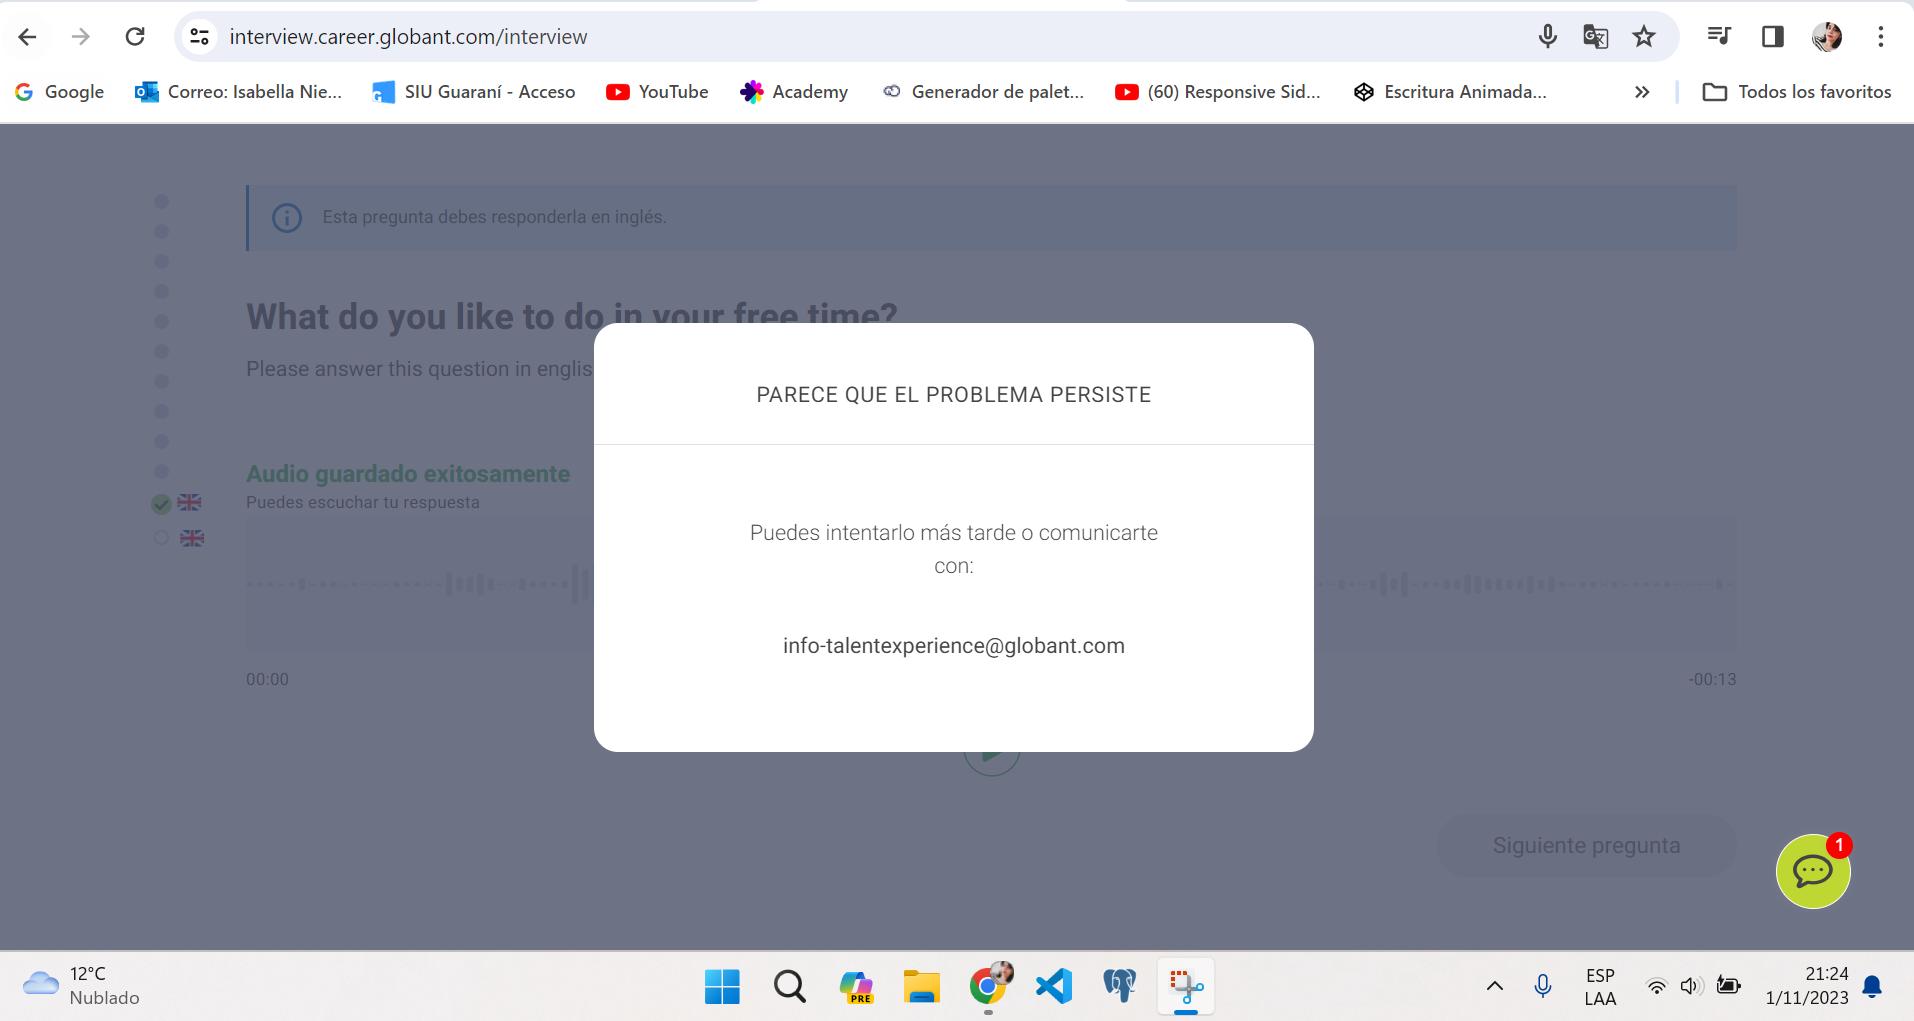 interview.career.globant.com/interview
Google
Correo: Isabella Nie...
SIU Guaraní - Acceso
YouTube
Academy
Generador de palet...
(60) Responsive Sid...
Escritura Animada...
Todos los favoritos
Esta pregunta debes responderla en inglés.
What do you like to do in your free time?
Please answer this question in englis
PARECE QUE EL PROBLEMA PERSISTE
Audio guardado exitosamente
Puedes escuchar tu respuesta
Puedes intentarlo más tarde o comunicarte
con:
info-talentexperience@globant.com
00:00
-00:13
Siguiente pregunta
1
12°C
Nublado
PRE
ESP
LAA
21:24
1/11/2023